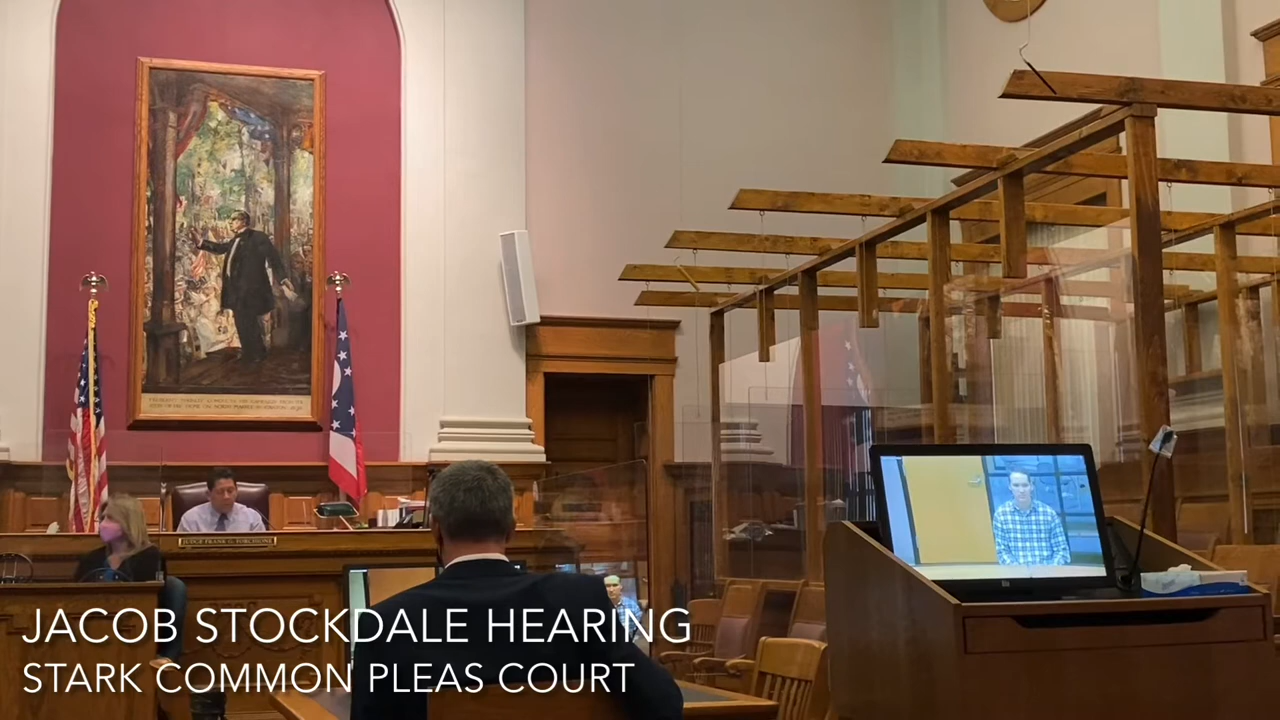 JUDGE FRANK G. FORCHIONE
JACOB STOCKDALE HEARING
STARK COMMON PLEAS COURT